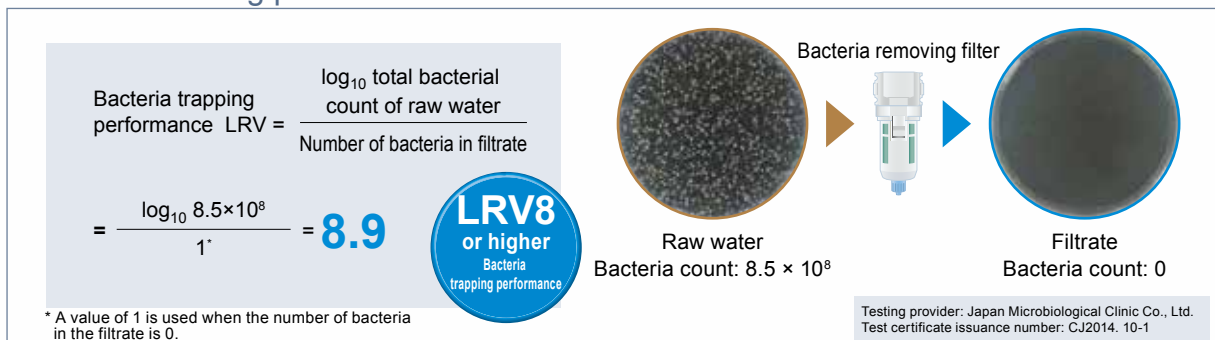 Bacteria trapping
performance LRV =
log₁₀ total bacterial
count of raw water
Number of bacteria in filtrate
= log₁₀ 8.5×10⁸
1*
= 8.9
LRV8
or higher
Bacteria
trapping performance
* A value of 1 is used when the number of bacteria
in the filtrate is 0.
Bacteria removing filter
Raw water
Bacteria count: 8.5 × 10⁸
Filtrate
Bacteria count: 0
Testing provider: Japan Microbiological Clinic Co., Ltd.
Test certificate issuance number: CJ2014. 10-1